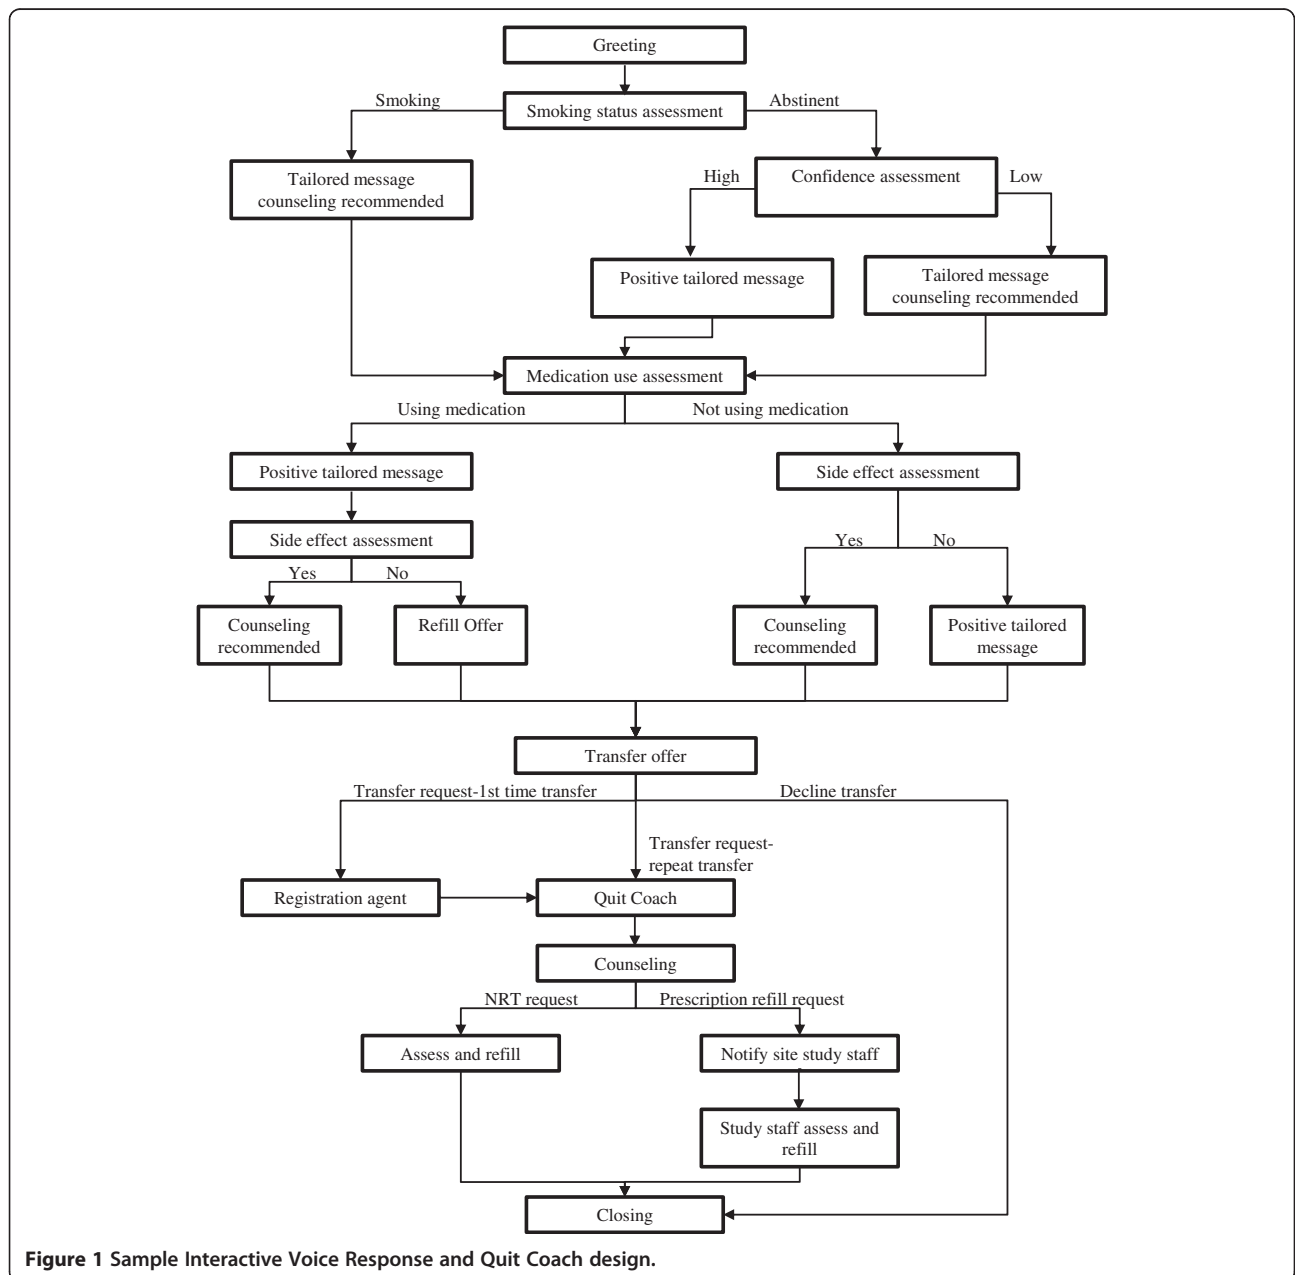 Greeting
Smoking
Abstinent
Smoking status assessment
Tailored message
counseling recommended
High
Confidence assessment
Low
Positive tailored message
Tailored message
counseling recommended
Medication use assessment
Using medication
Not using medication
Positive tailored message
Side effect assessment
Side effect assessment
Yes
No
Yes
No
Counseling
recommended
Refill Offer
Counseling
recommended
Positive tailored
message
Transfer offer
Transfer request-1st time transfer
Decline transfer
Transfer request-
repeat transfer
Registration agent
Quit Coach
Counseling
NRT request
Prescription refill request
Assess and refill
Notify site study staff
Study staff assess and
refill
Closing
Figure 1 Sample Interactive Voice Response and Quit Coach design.